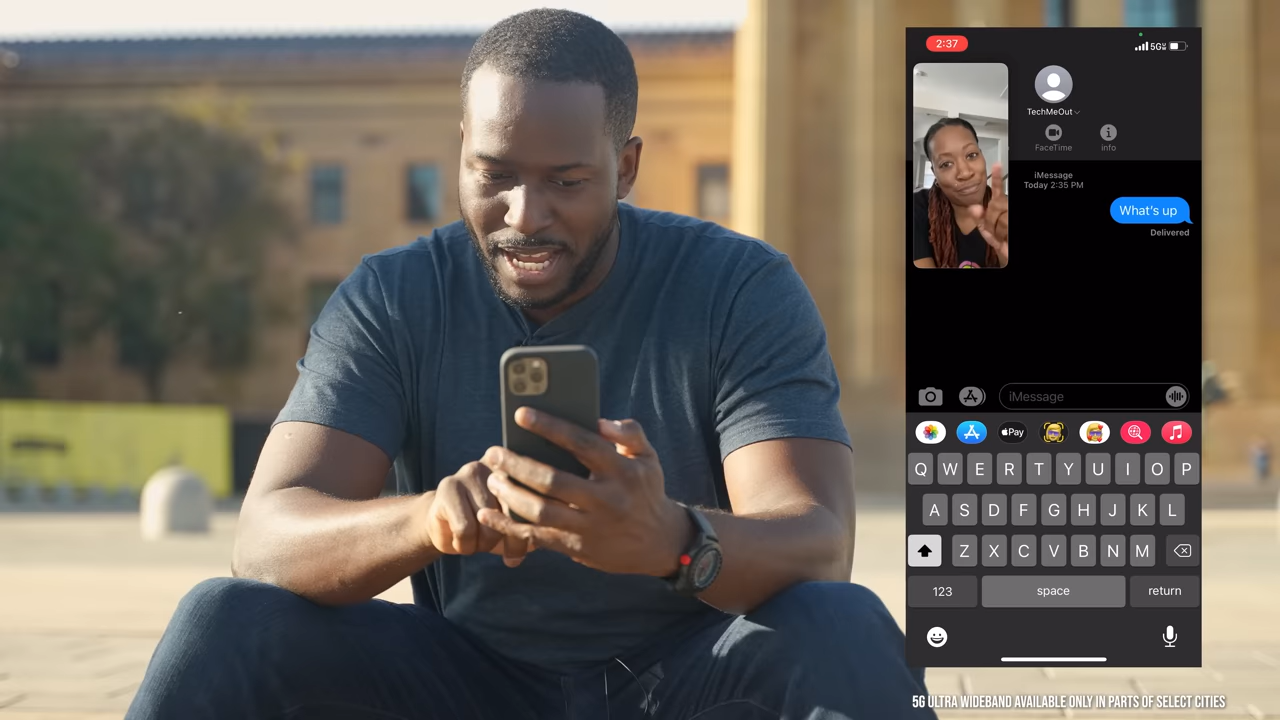 2:37
5G UW
TechMeOut
FaceTime
info
iMessage
Today 2:35 PM
What's up
Delivered
iMessage
Pay
Q W E R T Y U I O P
A S D F G H J K L
Z X C V B N M
123
space
return
5G ULTRA WIDEBAND AVAILABLE ONLY IN PARTS OF SELECT CITIES